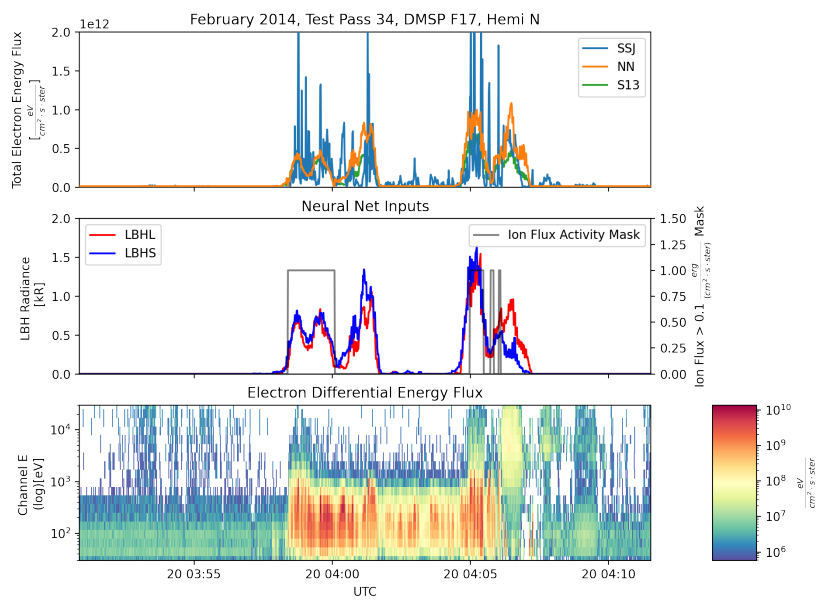 February 2014, Test Pass 34, DMSP F17, Hemi N
1e12
Total Electron Energy Flux
[eV / cm² · s · ster]
2.0
1.5
1.0
0.5
0.0
SSJ
NN
S13
Neural Net Inputs
LBH Radiance
[kR]
2.0
1.5
1.0
0.5
0.0
LBHL
LBHS
Ion Flux Activity Mask
1.50
1.25
1.00
0.75
0.50
0.25
0.00
Ion Flux > 0.1 erg / (cm² · s · ster) Mask
Electron Differential Energy Flux
Channel E
(log)[eV]
10⁴
10³
10²
20 03:55
20 04:00
20 04:05
20 04:10
UTC
10¹⁰
10⁹
10⁸
10⁷
10⁶
eV / cm² · s · ster